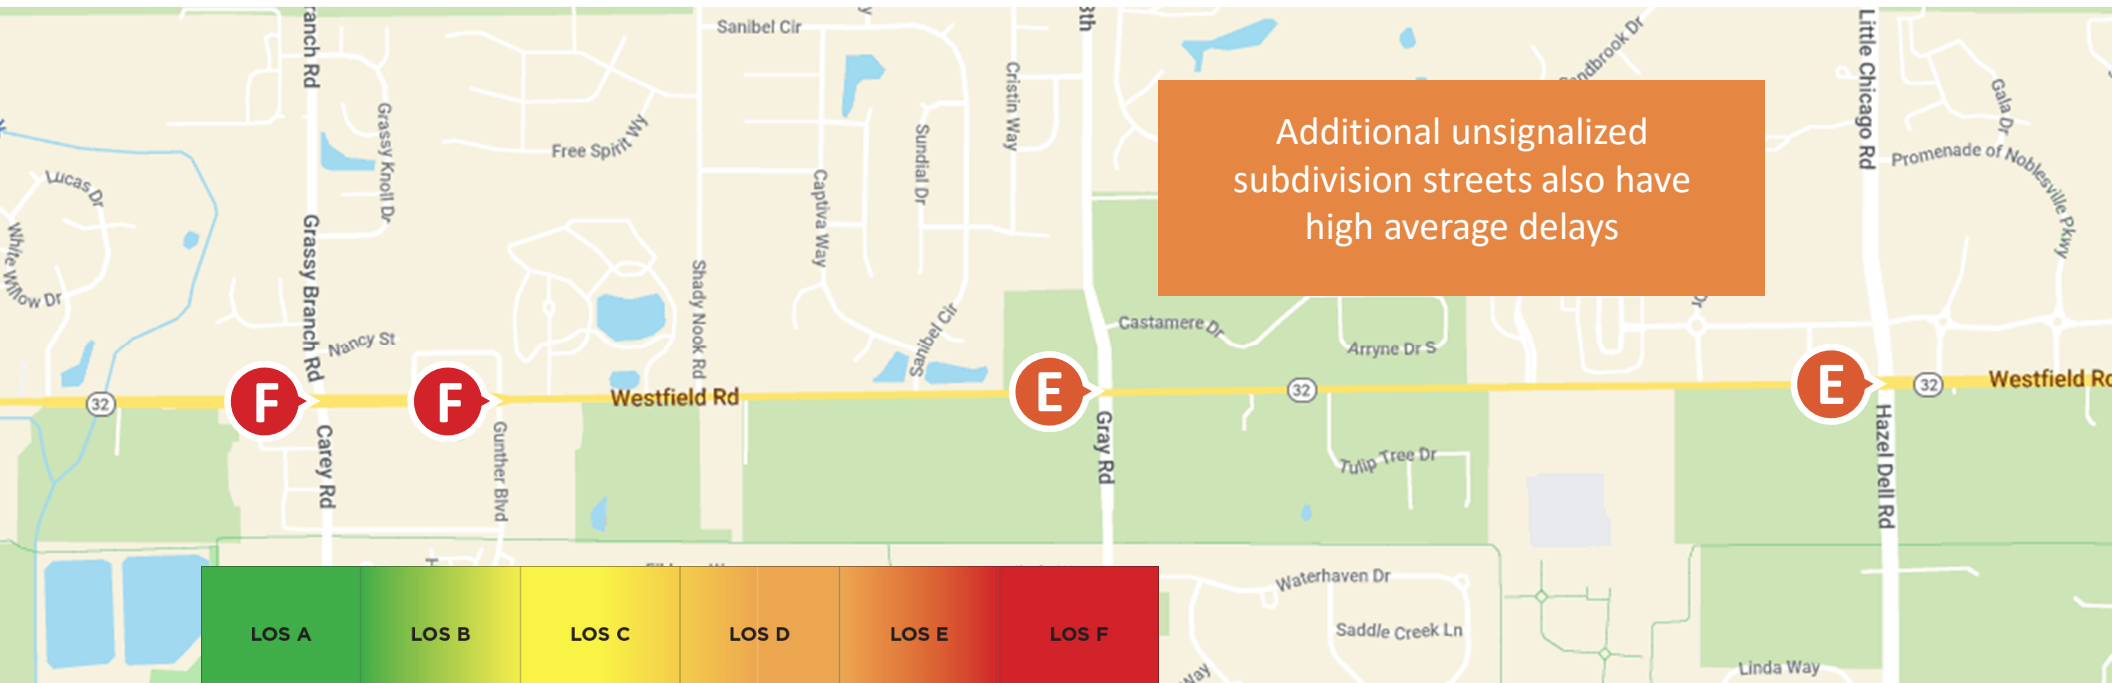 ranch Rd
Sanibel Cir
8th
Cristin Way
Little Chicago Rd
Gala Dr
Promenade of Noblesville Pkwy
Grassy Knoll Dr
Free Spirit Wy
Sundial Dr
Captiva Way
Lucas Dr
White Willow Dr
Additional unsignalized
subdivision streets also have
high average delays
Grassy Branch Rd
Shady Nook Rd
Sanibel Cir
Nancy St
Castamere Dr
Arryne Dr S
32
F
F
Westfield Rd
E
32
E
32
Westfield Rd
Carey Rd
Gunther Blvd
Gray Rd
Tulip Tree Dr
Hazel Dell Rd
Waterhaven Dr
Saddle Creek Ln
Way
Linda Way
LOS A
LOS B
LOS C
LOS D
LOS E
LOS F